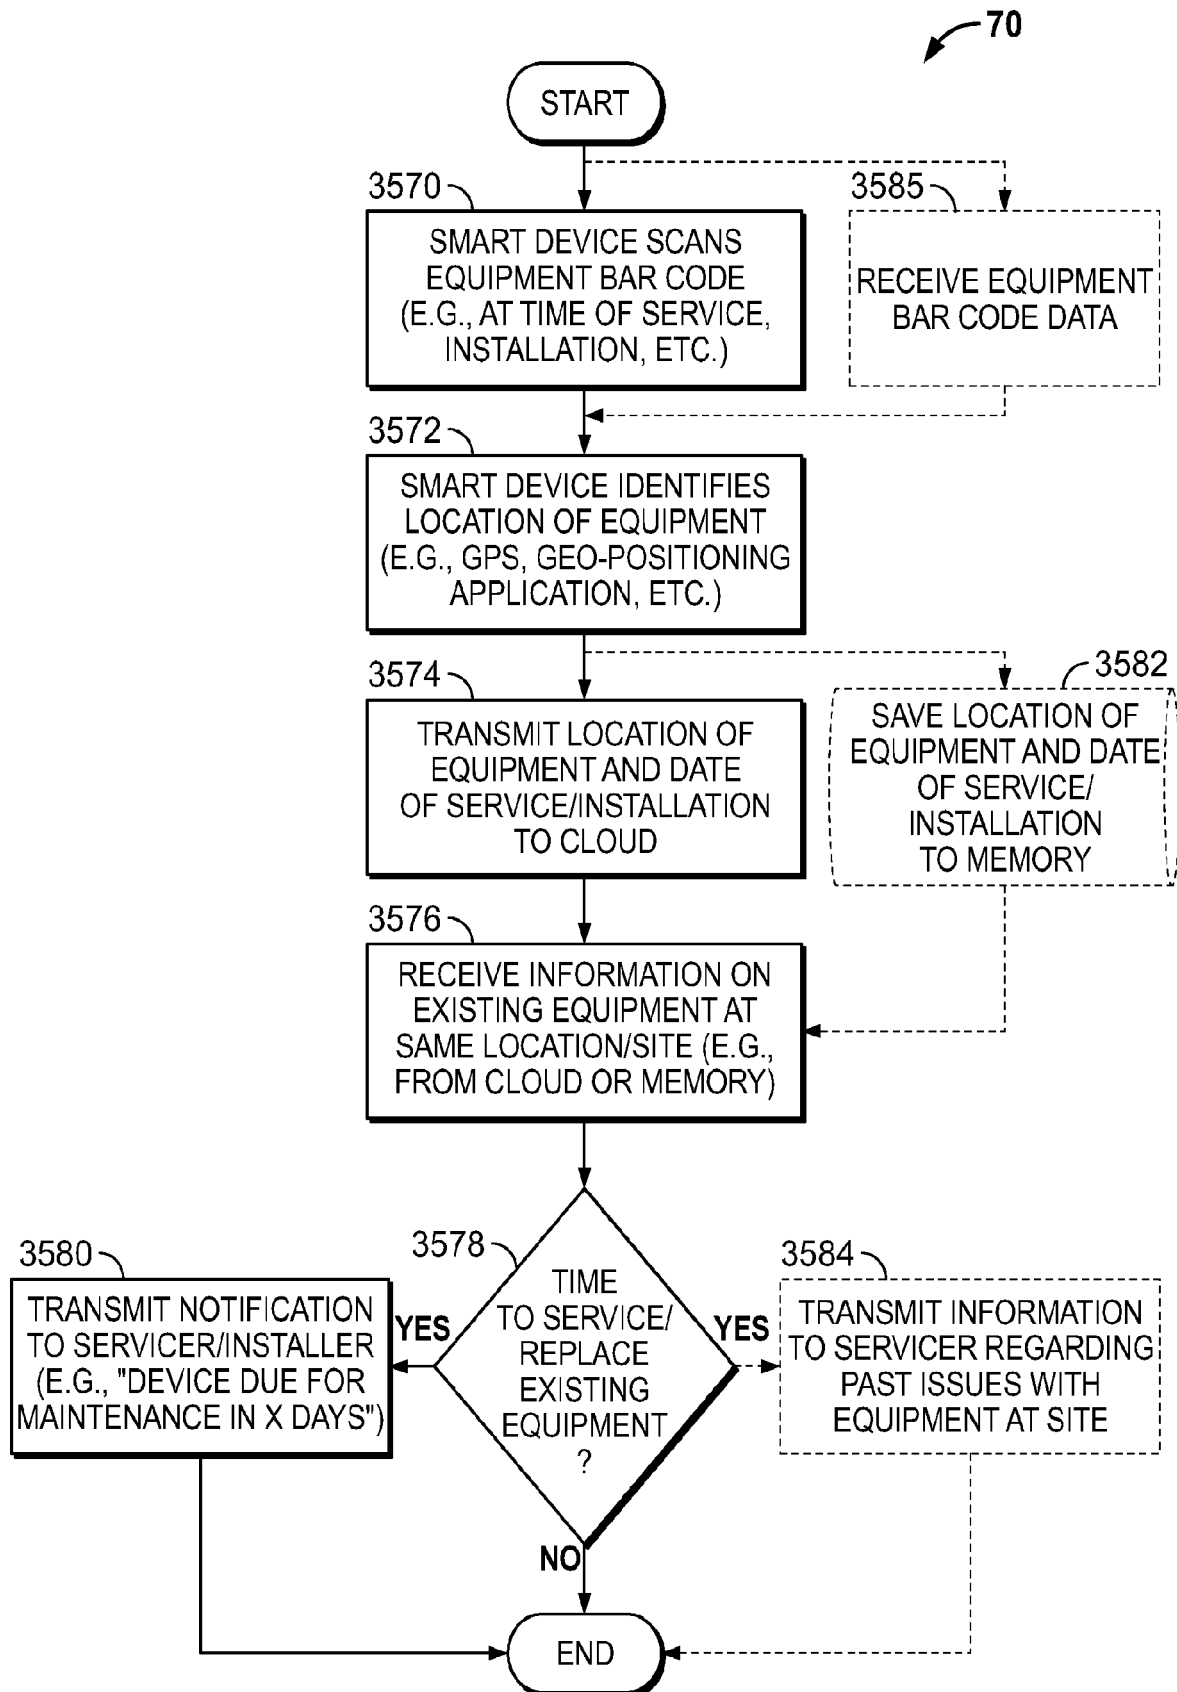 70
START
3570
SMART DEVICE SCANS
EQUIPMENT BAR CODE
(E.G., AT TIME OF SERVICE,
INSTALLATION, ETC.)
3585
RECEIVE EQUIPMENT
BAR CODE DATA
3572
SMART DEVICE IDENTIFIES
LOCATION OF EQUIPMENT
(E.G., GPS, GEO-POSITIONING
APPLICATION, ETC.)
3574
TRANSMIT LOCATION OF
EQUIPMENT AND DATE
OF SERVICE/INSTALLATION
TO CLOUD
3582
SAVE LOCATION OF
EQUIPMENT AND DATE
OF SERVICE/
INSTALLATION
TO MEMORY
3576
RECEIVE INFORMATION ON
EXISTING EQUIPMENT AT
SAME LOCATION/SITE (E.G.,
FROM CLOUD OR MEMORY)
3578
TIME
TO SERVICE/
REPLACE
EXISTING
EQUIPMENT
?
YES
YES
NO
3580
TRANSMIT NOTIFICATION
TO SERVICER/INSTALLER
(E.G., "DEVICE DUE FOR
MAINTENANCE IN X DAYS")
3584
TRANSMIT INFORMATION
TO SERVICER REGARDING
PAST ISSUES WITH
EQUIPMENT AT SITE
END